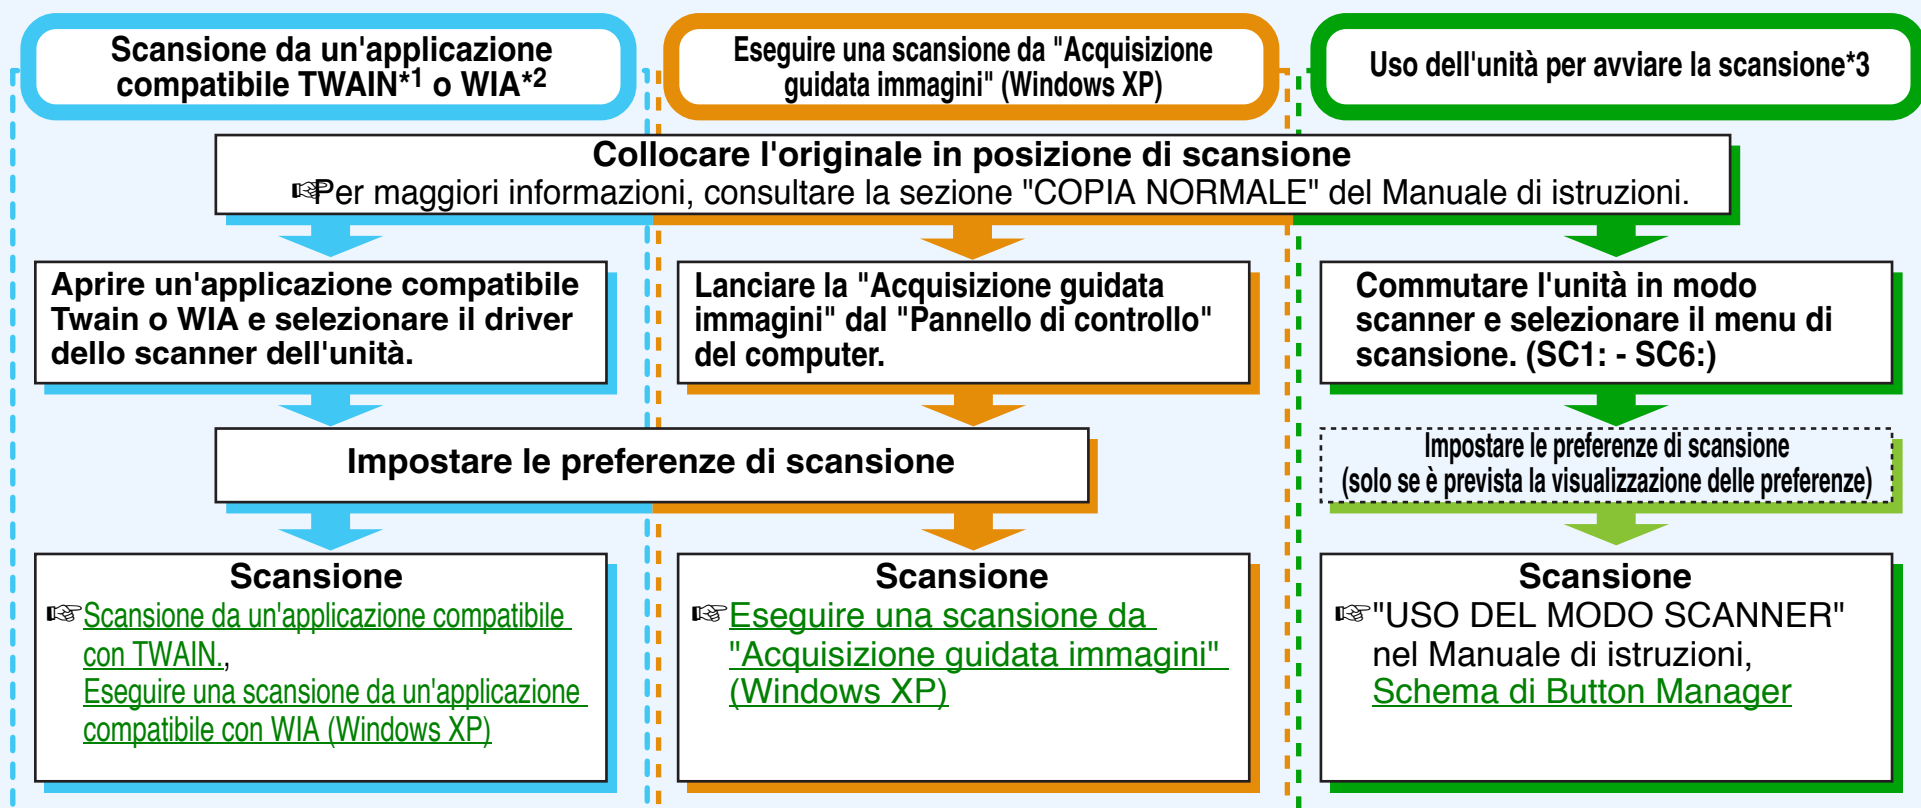 Scansione da un'applicazione
compatibile TWAIN*1 o WIA*2
Eseguire una scansione da "Acquisizione
guidata immagini" (Windows XP)
Uso dell'unità per avviare la scansione*3
Collocare l'originale in posizione di scansione
☞Per maggiori informazioni, consultare la sezione "COPIA NORMALE" del Manuale di istruzioni.
Aprire un'applicazione compatibile
Twain o WIA e selezionare il driver
dello scanner dell'unità.
Lanciare la "Acquisizione guidata
immagini" dal "Pannello di controllo"
del computer.
Commutare l'unità in modo
scanner e selezionare il menu di
scansione. (SC1: - SC6:)
Impostare le preferenze di scansione
Impostare le preferenze di scansione
(solo se è prevista la visualizzazione delle preferenze)
Scansione
☞Scansione da un'applicazione compatibile
con TWAIN.,
Eseguire una scansione da un'applicazione
compatibile con WIA (Windows XP)
Scansione
☞Eseguire una scansione da
"Acquisizione guidata immagini"
(Windows XP)
Scansione
☞"USO DEL MODO SCANNER"
nel Manuale di istruzioni,
Schema di Button Manager